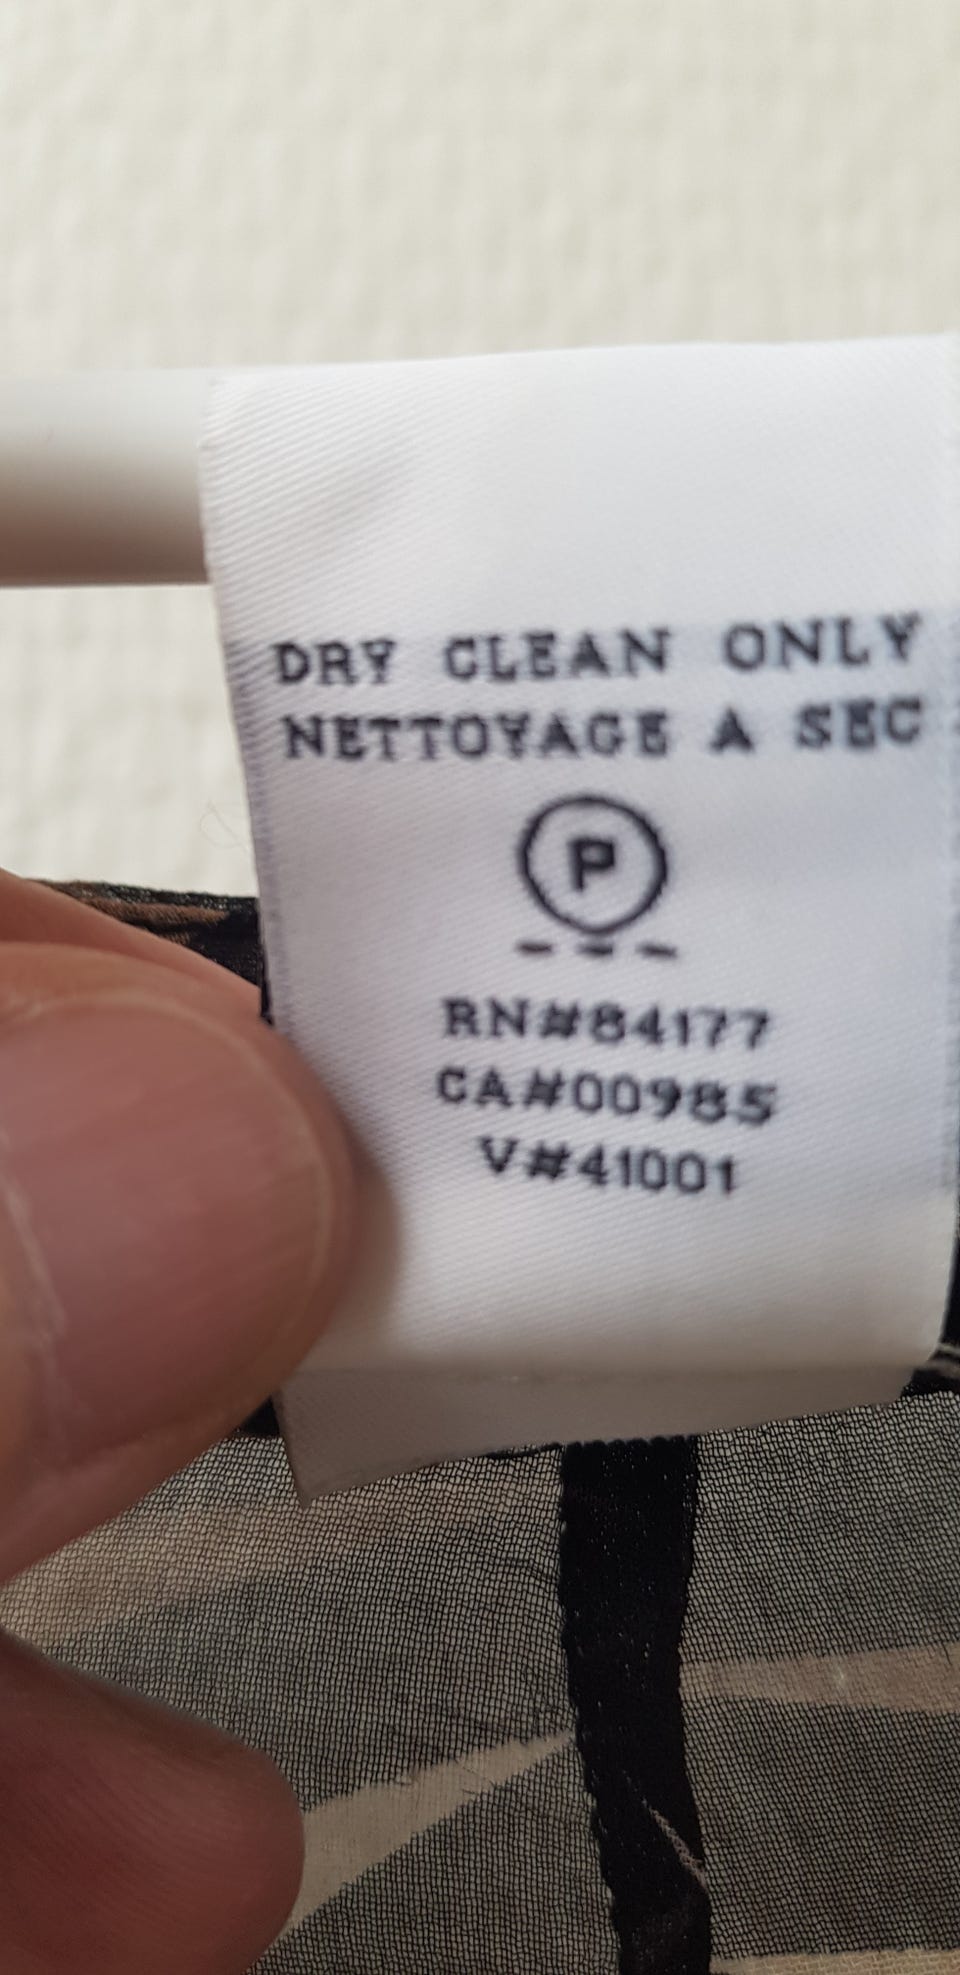 DRY CLEAN ONLY
NETTOYAGE A SEC
P
RN#84177
CA#00985
V#41001